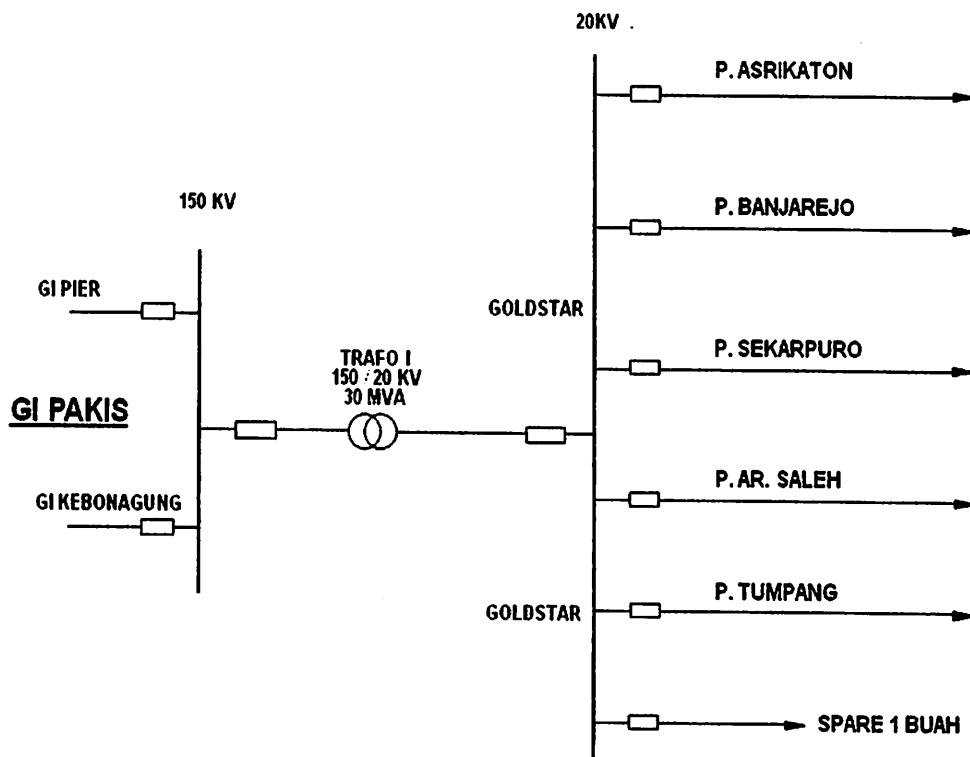 20KV .
P. ASRIKATON
150 KV
P. BANJAREJO
GI PIER
GOLDSTAR
TRAFO I
150 / 20 KV
30 MVA
P. SEKARPURO
GI PAKIS
GI KEBONAGUNG
P. AR. SALEH
GOLDSTAR
P. TUMPANG
SPARE 1 BUAH